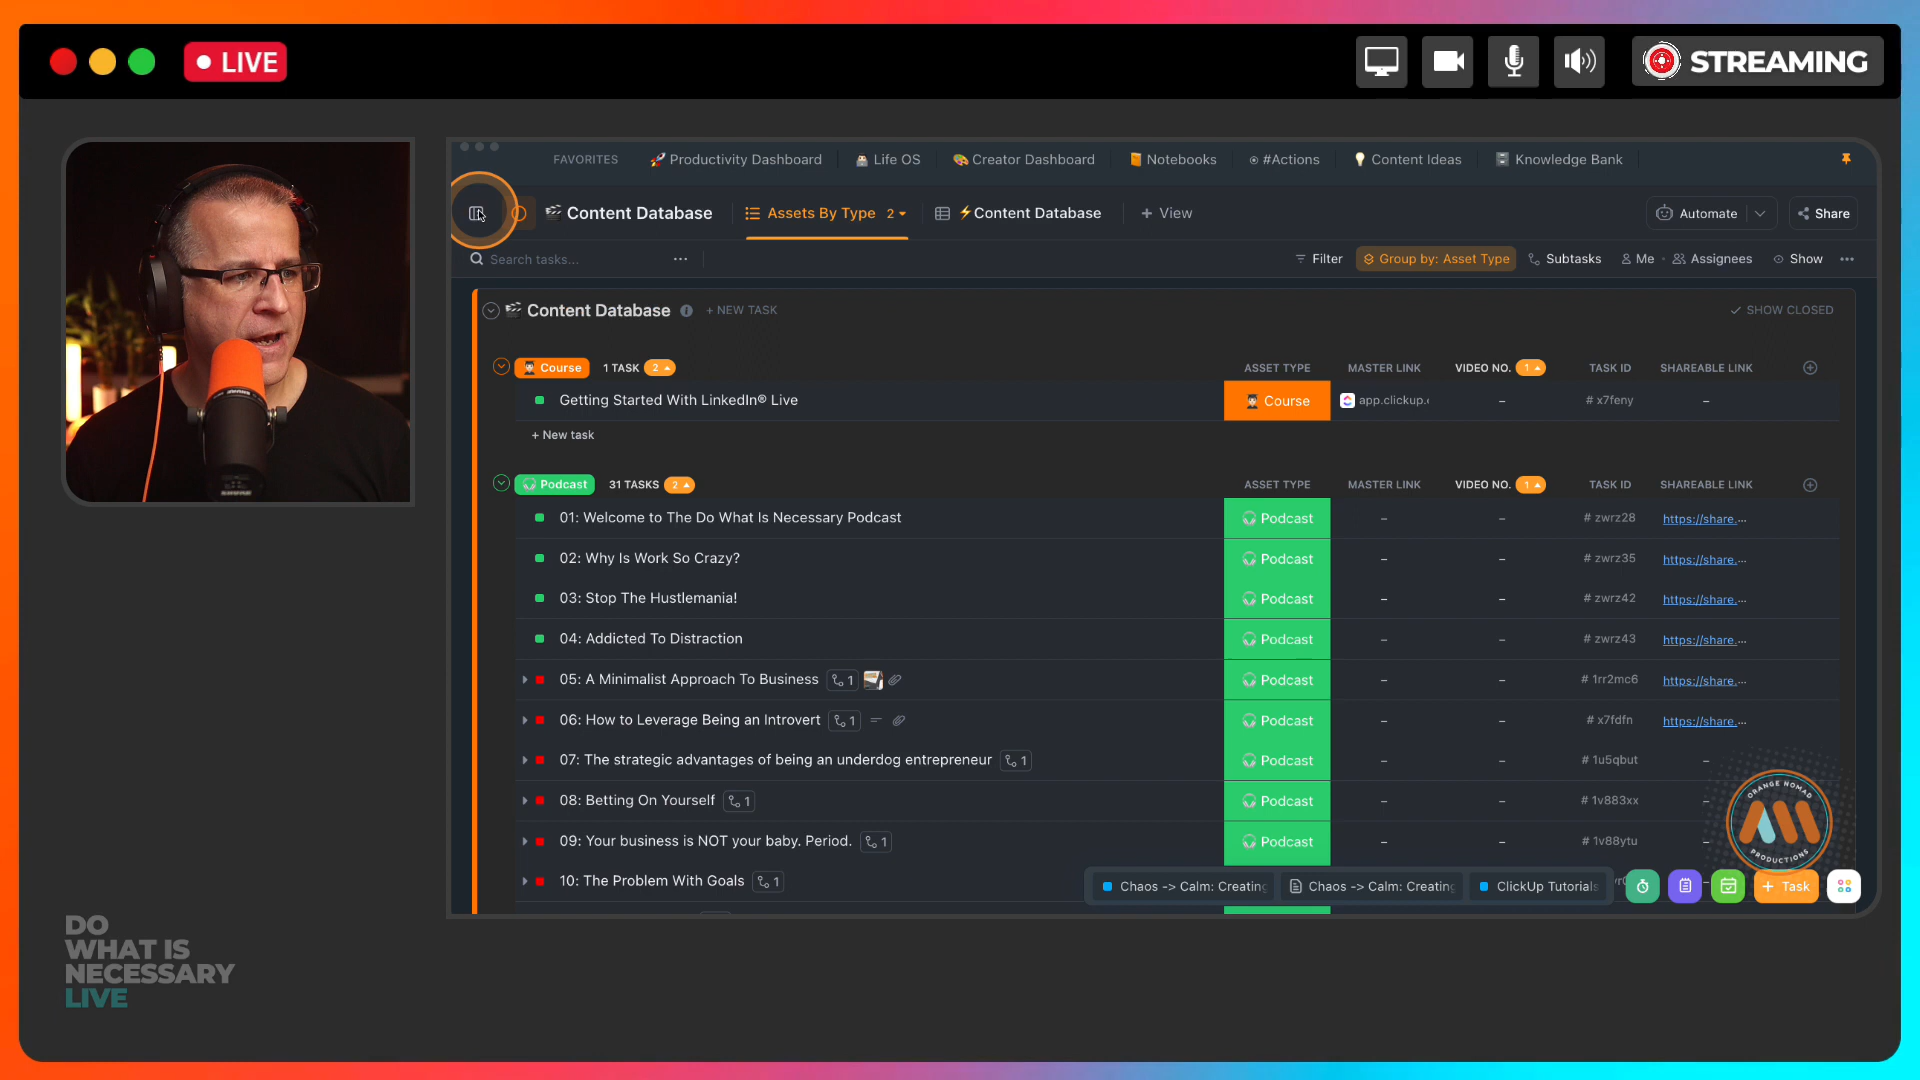 LIVE
STREAMING
FAVORITES Productivity Dashboard Life OS Creator Dashboard Notebooks #Actions Content Ideas Knowledge Bank
Content Database Assets By Type 2 Content Database + View Automate Share
Search tasks... Filter Group by: Asset Type Subtasks Me Assignees Show
Content Database + NEW TASK SHOW CLOSED
Course 1 TASK 2 ASSET TYPE MASTER LINK VIDEO NO. 1 TASK ID SHAREABLE LINK
Getting Started With LinkedIn® Live Course app.clickup. – # x7feny –
+ New task
Podcast 31 TASKS 2 ASSET TYPE MASTER LINK VIDEO NO. 1 TASK ID SHAREABLE LINK
01: Welcome to The Do What Is Necessary Podcast Podcast – – # zwrz28 https://share....
02: Why Is Work So Crazy? Podcast – – # zwrz35 https://share....
03: Stop The Hustlemania! Podcast – – # zwrz42 https://share....
04: Addicted To Distraction Podcast – – # zwrz43 https://share....
05: A Minimalist Approach To Business 1 Podcast – – # 1rr2mc6 https://share....
06: How to Leverage Being an Introvert 1 Podcast – – # x7fdfn https://share....
07: The strategic advantages of being an underdog entrepreneur 1 Podcast – – # 1u5qbut –
08: Betting On Yourself 1 Podcast – – # 1v883xx –
09: Your business is NOT your baby. Period. 1 Podcast – – # 1v88ytu –
10: The Problem With Goals 1
Chaos -> Calm: Creating Chaos -> Calm: Creating ClickUp Tutorials + Task
ORANGE NOMAD
PRODUCTIONS
DO
WHAT IS
NECESSARY
LIVE